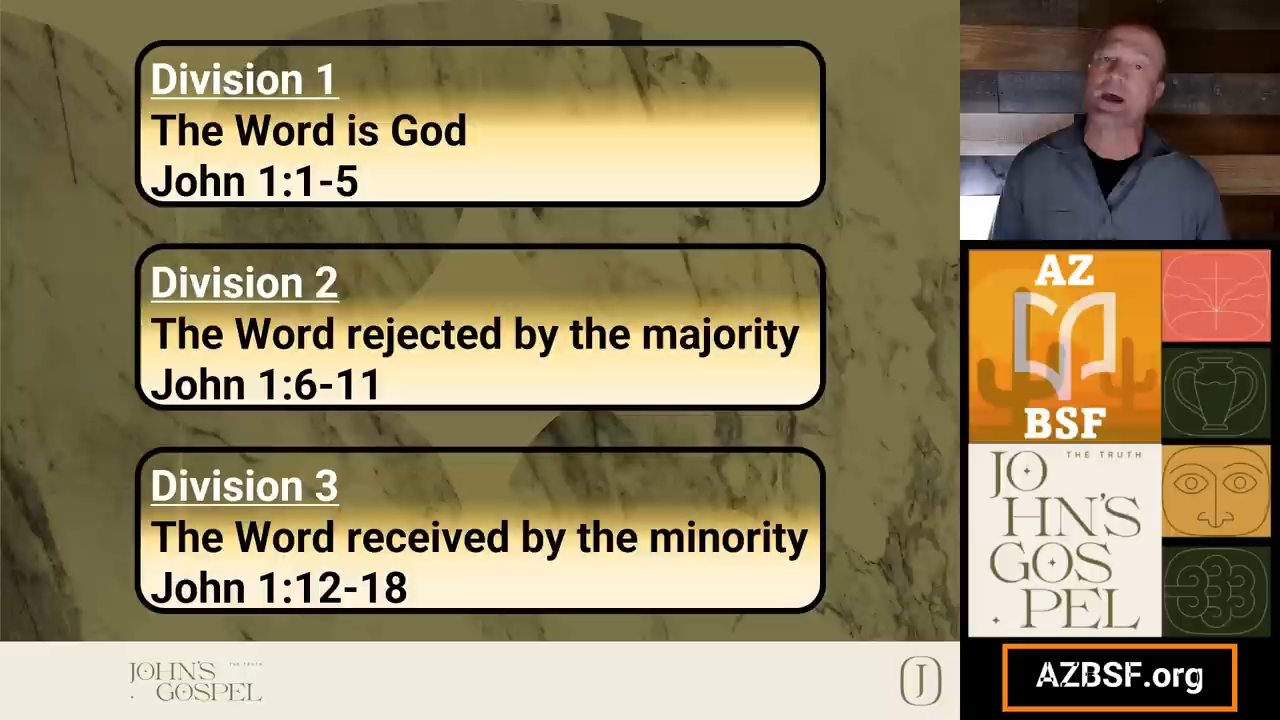 Division 1
The Word is God
John 1:1-5
Division 2
The Word rejected by the majority
John 1:6-11
Division 3
The Word received by the minority
John 1:12-18
JOHN'S THE TRUTH
GOSPEL
J
AZ
BSF
THE TRUTH
JO
HN'S
GOS
PEL
AZBSF.org